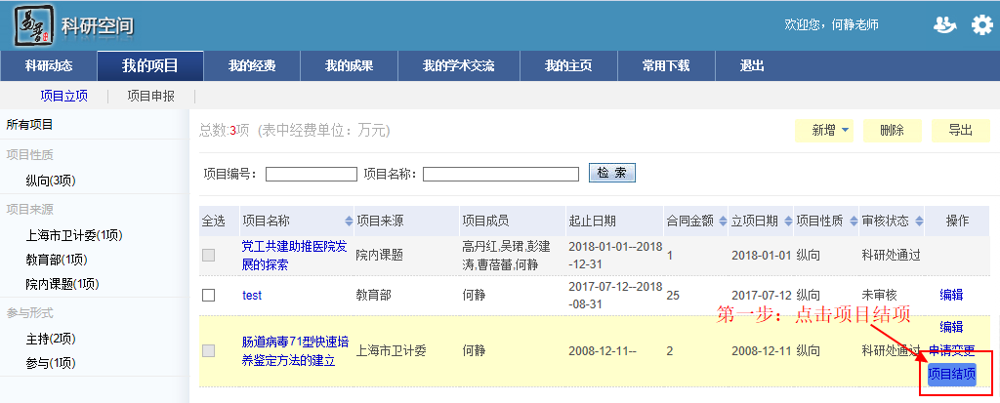 易普
科研空间
欢迎您，何静老师
科研动态 我的项目 我的经费 我的成果 我的学术交流 我的主页 常用下载 退出
项目立项 项目申报
所有项目
项目性质
纵向(3项)
项目来源
上海市卫计委(1项)
教育部(1项)
院内课题(1项)
参与形式
主持(2项)
参与(1项)
总数:3项 (表中经费单位：万元)
新增 删除 导出
项目编号： 项目名称： 检 索
全选 项目名称 项目来源 项目成员 起止日期 合同金额 立项日期 项目性质 审核状态 操作
党工共建助推医院发 院内课题 高丹红,吴珺,彭建 2018-01-01--2018 1 2018-01-01 纵向 科研处通过
展的探索 涛,曹蓓蕾,何静 -12-31
test 教育部 何静 2017-07-12--2018 25 2017-07-12 纵向 未审核 编辑
-08-31
第一步：点击项目结项
编辑
肠道病毒71型快速培 上海市卫计委 何静 2008-12-11-- 2 2008-12-11 纵向 科研处通过 申请变更
养鉴定方法的建立
项目结项